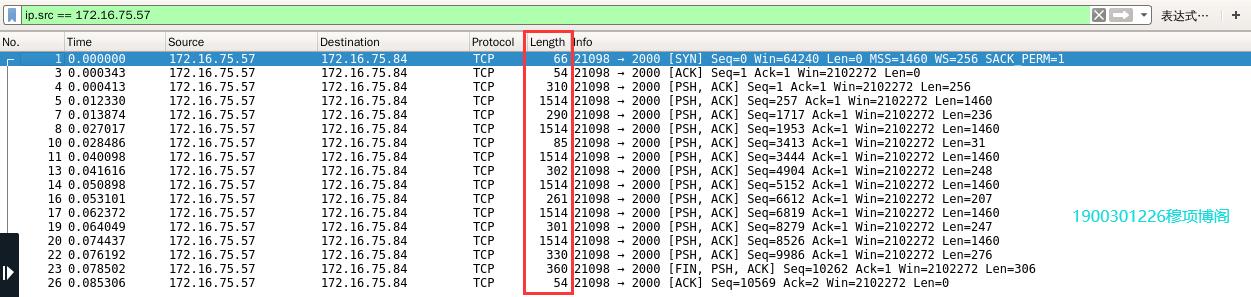 ip.src == 172.16.75.57 表达式… +
No. Time Source Destination Protocol Length Info
1 0.000000 172.16.75.57 172.16.75.84 TCP 66 21098 → 2000 [SYN] Seq=0 Win=64240 Len=0 MSS=1460 WS=256 SACK_PERM=1
3 0.000343 172.16.75.57 172.16.75.84 TCP 54 21098 → 2000 [ACK] Seq=1 Ack=1 Win=2102272 Len=0
4 0.000413 172.16.75.57 172.16.75.84 TCP 310 21098 → 2000 [PSH, ACK] Seq=1 Ack=1 Win=2102272 Len=256
5 0.012330 172.16.75.57 172.16.75.84 TCP 1514 21098 → 2000 [PSH, ACK] Seq=257 Ack=1 Win=2102272 Len=1460
7 0.013874 172.16.75.57 172.16.75.84 TCP 290 21098 → 2000 [PSH, ACK] Seq=1717 Ack=1 Win=2102272 Len=236
8 0.027017 172.16.75.57 172.16.75.84 TCP 1514 21098 → 2000 [PSH, ACK] Seq=1953 Ack=1 Win=2102272 Len=1460
10 0.028486 172.16.75.57 172.16.75.84 TCP 85 21098 → 2000 [PSH, ACK] Seq=3413 Ack=1 Win=2102272 Len=31
11 0.040098 172.16.75.57 172.16.75.84 TCP 1514 21098 → 2000 [PSH, ACK] Seq=3444 Ack=1 Win=2102272 Len=1460
13 0.041616 172.16.75.57 172.16.75.84 TCP 302 21098 → 2000 [PSH, ACK] Seq=4904 Ack=1 Win=2102272 Len=248
14 0.050898 172.16.75.57 172.16.75.84 TCP 1514 21098 → 2000 [PSH, ACK] Seq=5152 Ack=1 Win=2102272 Len=1460
16 0.053101 172.16.75.57 172.16.75.84 TCP 261 21098 → 2000 [PSH, ACK] Seq=6612 Ack=1 Win=2102272 Len=207
17 0.062372 172.16.75.57 172.16.75.84 TCP 1514 21098 → 2000 [PSH, ACK] Seq=6819 Ack=1 Win=2102272 Len=1460
19 0.064049 172.16.75.57 172.16.75.84 TCP 301 21098 → 2000 [PSH, ACK] Seq=8279 Ack=1 Win=2102272 Len=247
20 0.074437 172.16.75.57 172.16.75.84 TCP 1514 21098 → 2000 [PSH, ACK] Seq=8526 Ack=1 Win=2102272 Len=1460
22 0.076192 172.16.75.57 172.16.75.84 TCP 330 21098 → 2000 [PSH, ACK] Seq=9986 Ack=1 Win=2102272 Len=276
23 0.078502 172.16.75.57 172.16.75.84 TCP 360 21098 → 2000 [FIN, PSH, ACK] Seq=10262 Ack=1 Win=2102272 Len=306
26 0.085306 172.16.75.57 172.16.75.84 TCP 54 21098 → 2000 [ACK] Seq=10569 Ack=2 Win=2102272 Len=0
1900301226穆项博阁